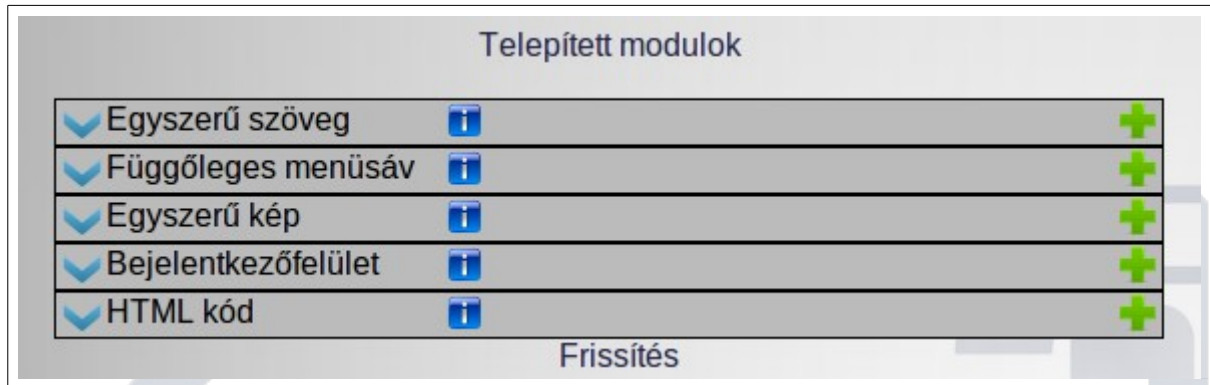 Telepített modulok
Egyszerű szöveg
Függőleges menüsáv
Egyszerű kép
Bejelentkezőfelület
HTML kód
Frissítés